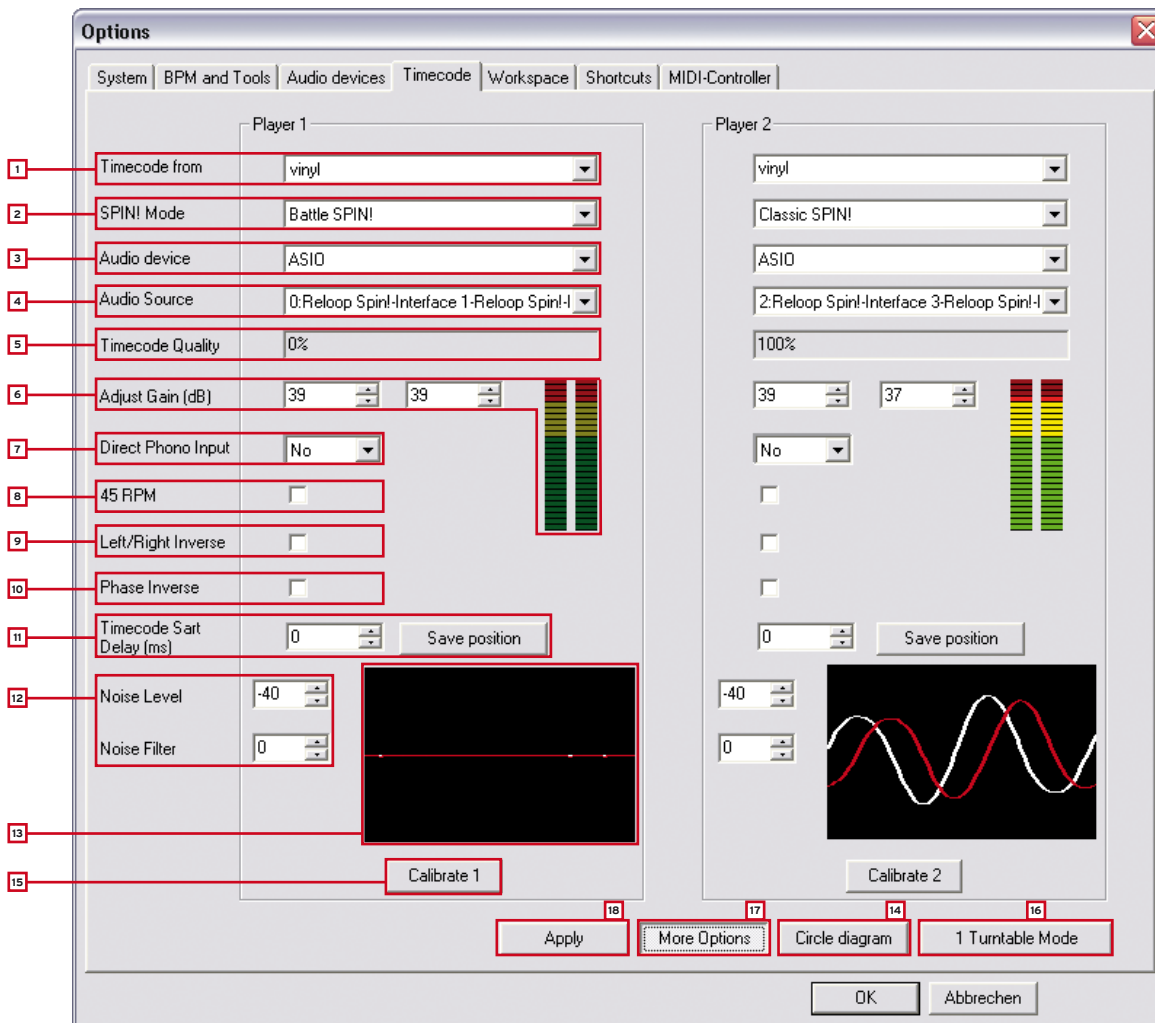 Options
System BPM and Tools Audio devices Timecode Workspace Shortcuts MIDI-Controller
Player 1 Player 2
1 Timecode from vinyl vinyl
2 SPIN! Mode Battle SPIN! Classic SPIN!
3 Audio device ASIO ASIO
4 Audio Source 0:Reloop Spin!-Interface 1-Reloop Spin!-I 2:Reloop Spin!-Interface 3-Reloop Spin!-I
5 Timecode Quality 0% 100%
6 Adjust Gain (dB) 39 39 39 37
7 Direct Phono Input No No
8 45 RPM
9 Left/Right Inverse
10 Phase Inverse
11 Timecode Sart
Delay (ms) 0 Save position 0 Save position
12 Noise Level -40 -40
Noise Filter 0 0
13
15 Calibrate 1 Calibrate 2
18 17 14 16
Apply More Options Circle diagram 1 Turntable Mode
OK Abbrechen